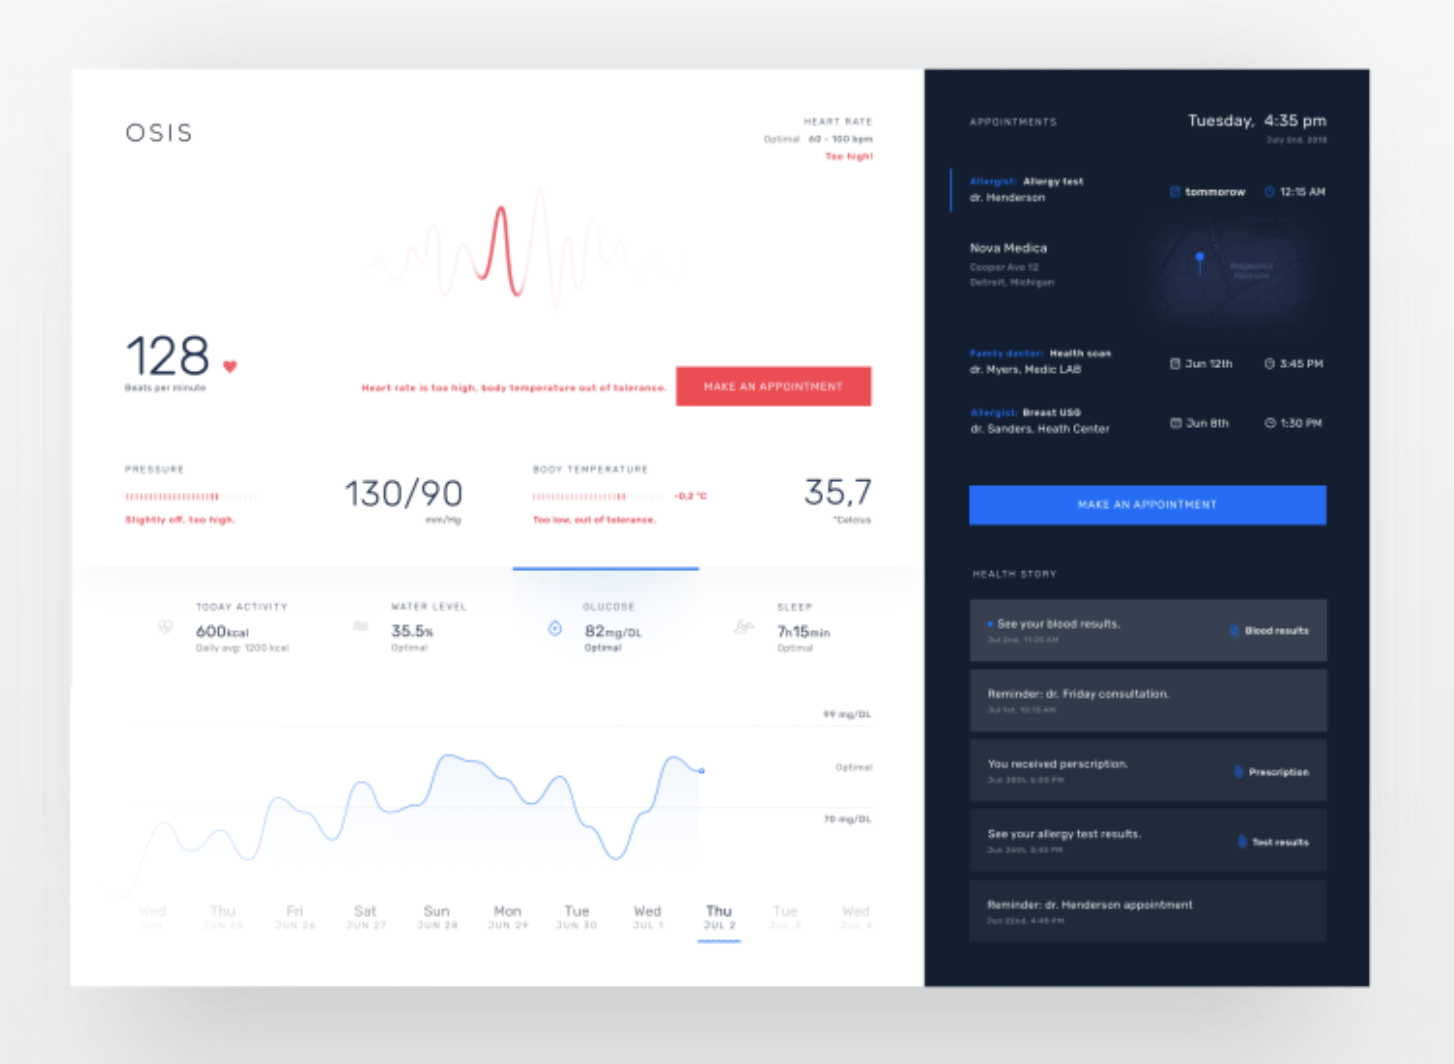 OSIS
HEART RATE
Optimal 60 - 100 bpm
Too high!
128
Beats per minute
Heart rate is too high, body temperature out of tolerance.
MAKE AN APPOINTMENT
PRESSURE
Slightly off, too high.
130/90
mm/Hg
BODY TEMPERATURE
-0,2 °C
Too low, out of tolerance.
35,7
°Celcius
TODAY ACTIVITY
600kcal
Daily avg: 1200 kcal
WATER LEVEL
35.5%
Optimal
GLUCOSE
82mg/DL
Optimal
SLEEP
7h15min
Optimal
99 mg/DL
Optimal
70 mg/DL
Wed Thu Fri Sat Sun Mon Tue Wed Thu Tue Wed
JUN 25 JUN 26 JUN 27 JUN 28 JUN 29 JUN 30 JUL 1 JUL 2 JUL 3 JUL 4
APPOINTMENTS
Tuesday, 4:35 pm
July 2nd, 2018
Allergist: Allergy test
dr. Henderson
tommorow 12:15 AM
Nova Medica
Cooper Ave 12
Detroit, Michigan
Ridgewood
Reservoir
Family doctor: Health scan
dr. Myers, Medic LAB
Jun 12th 3:45 PM
Allergist: Breast USG
dr. Sanders, Heath Center
Jun 8th 1:30 PM
MAKE AN APPOINTMENT
HEALTH STORY
See your blood results.
Jul 2nd, 11:25 AM
Blood results
Reminder: dr. Friday consultation.
Jul 1st, 10:15 AM
You received perscription.
Jun 30th, 6:00 PM
Prescription
See your allergy test results.
Jun 26th, 5:45 PM
Test results
Reminder: dr. Henderson appointment
Jun 22nd, 4:40 PM